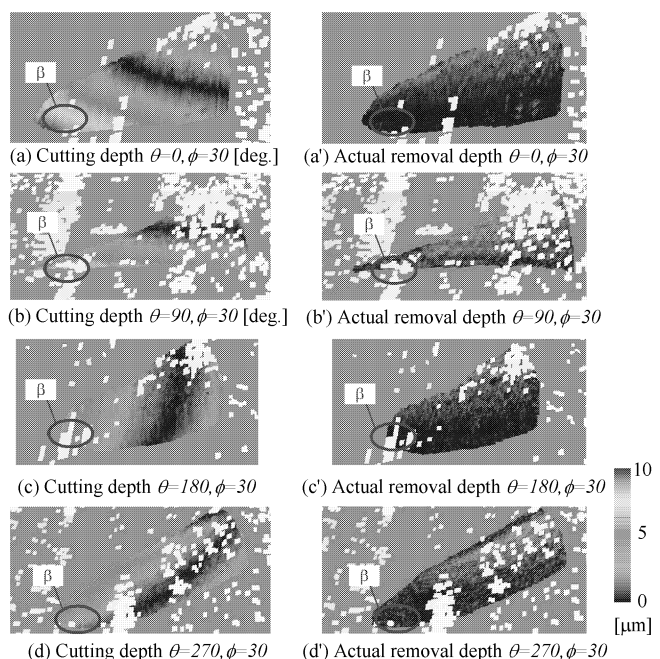 β
β
(a) Cutting depth θ=0,ϕ=30 [deg.]
(a') Actual removal depth θ=0,ϕ=30
β
β
(b) Cutting depth θ=90,ϕ=30 [deg.]
(b') Actual removal depth θ=90,ϕ=30
β
β
(c) Cutting depth θ=180,ϕ=30
(c') Actual removal depth θ=180,ϕ=30
10
5
0
[μm]
β
β
(d) Cutting depth θ=270,ϕ=30
(d') Actual removal depth θ=270,ϕ=30